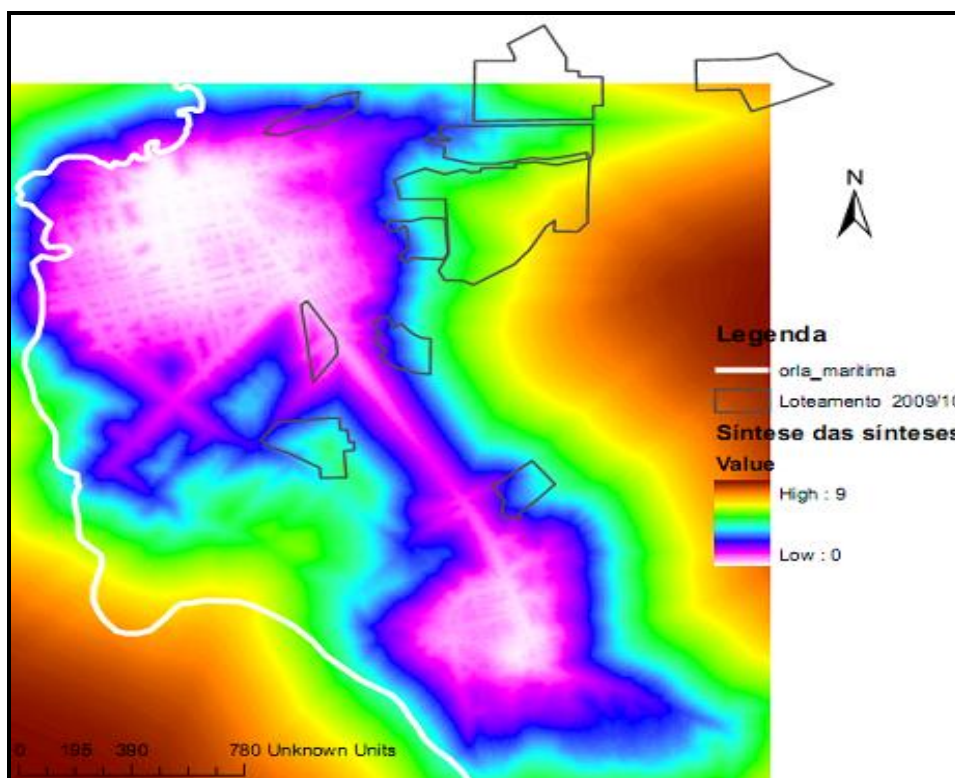 N
Legenda
orla_maritima
Loteamento 2009/10
Síntese das sínteses
Value
High : 9
Low : 0
0 195 390 780 Unknown Units